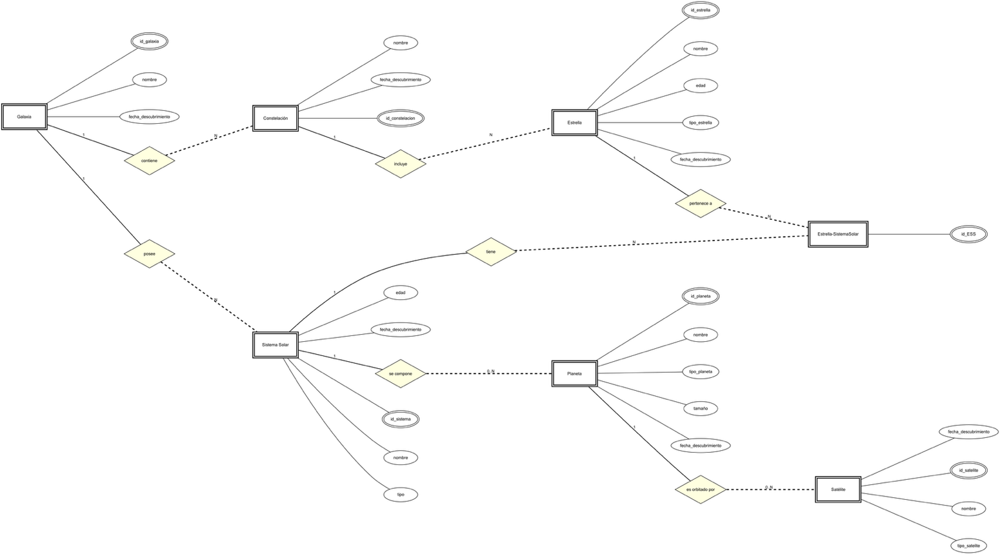 id_estrella
id_galaxia
nombre
nombre
nombre
fecha_descubrimiento
edad
Galaxia
fecha_descubrimiento
Constelación
id_constelacion
Estrella
tipo_estrella
1
N
1
N
contiene
incluye
1
fecha_descubrimiento
1
pertenece a
N
Estrella-SistemaSolar
id_ESS
posee
tiene
N
N
1
edad
id_planeta
fecha_descubrimiento
nombre
Sistema Solar
1
se compone
0..N
Planeta
tipo_planeta
tamaño
id_sistema
1
fecha_descubrimiento
fecha_descubrimiento
nombre
id_satelite
tipo
es orbitado por
0..N
Satélite
nombre
tipo_satelite